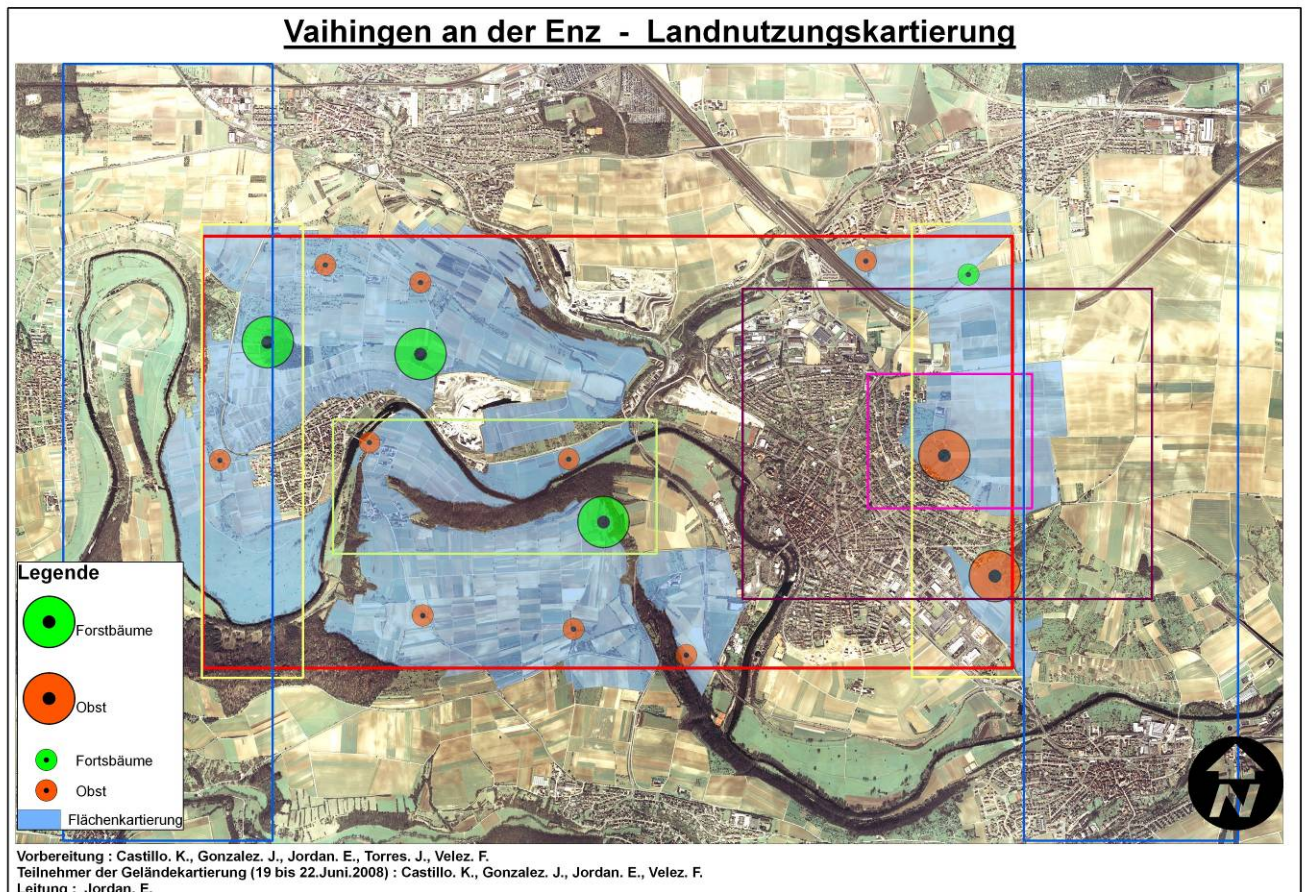 Vaihingen an der Enz - Landnutzungskartierung
Legende
Forstbäume
Obst
Fortsbäume
Obst
Flächenkartierung
N
Vorbereitung : Castillo. K., Gonzalez. J., Jordan. E., Torres. J., Velez. F.
Teilnehmer der Geländekartierung (19 bis 22.Juni.2008) : Castillo. K., Gonzalez. J., Jordan. E., Velez. F.
Leitung : Jordan. E.